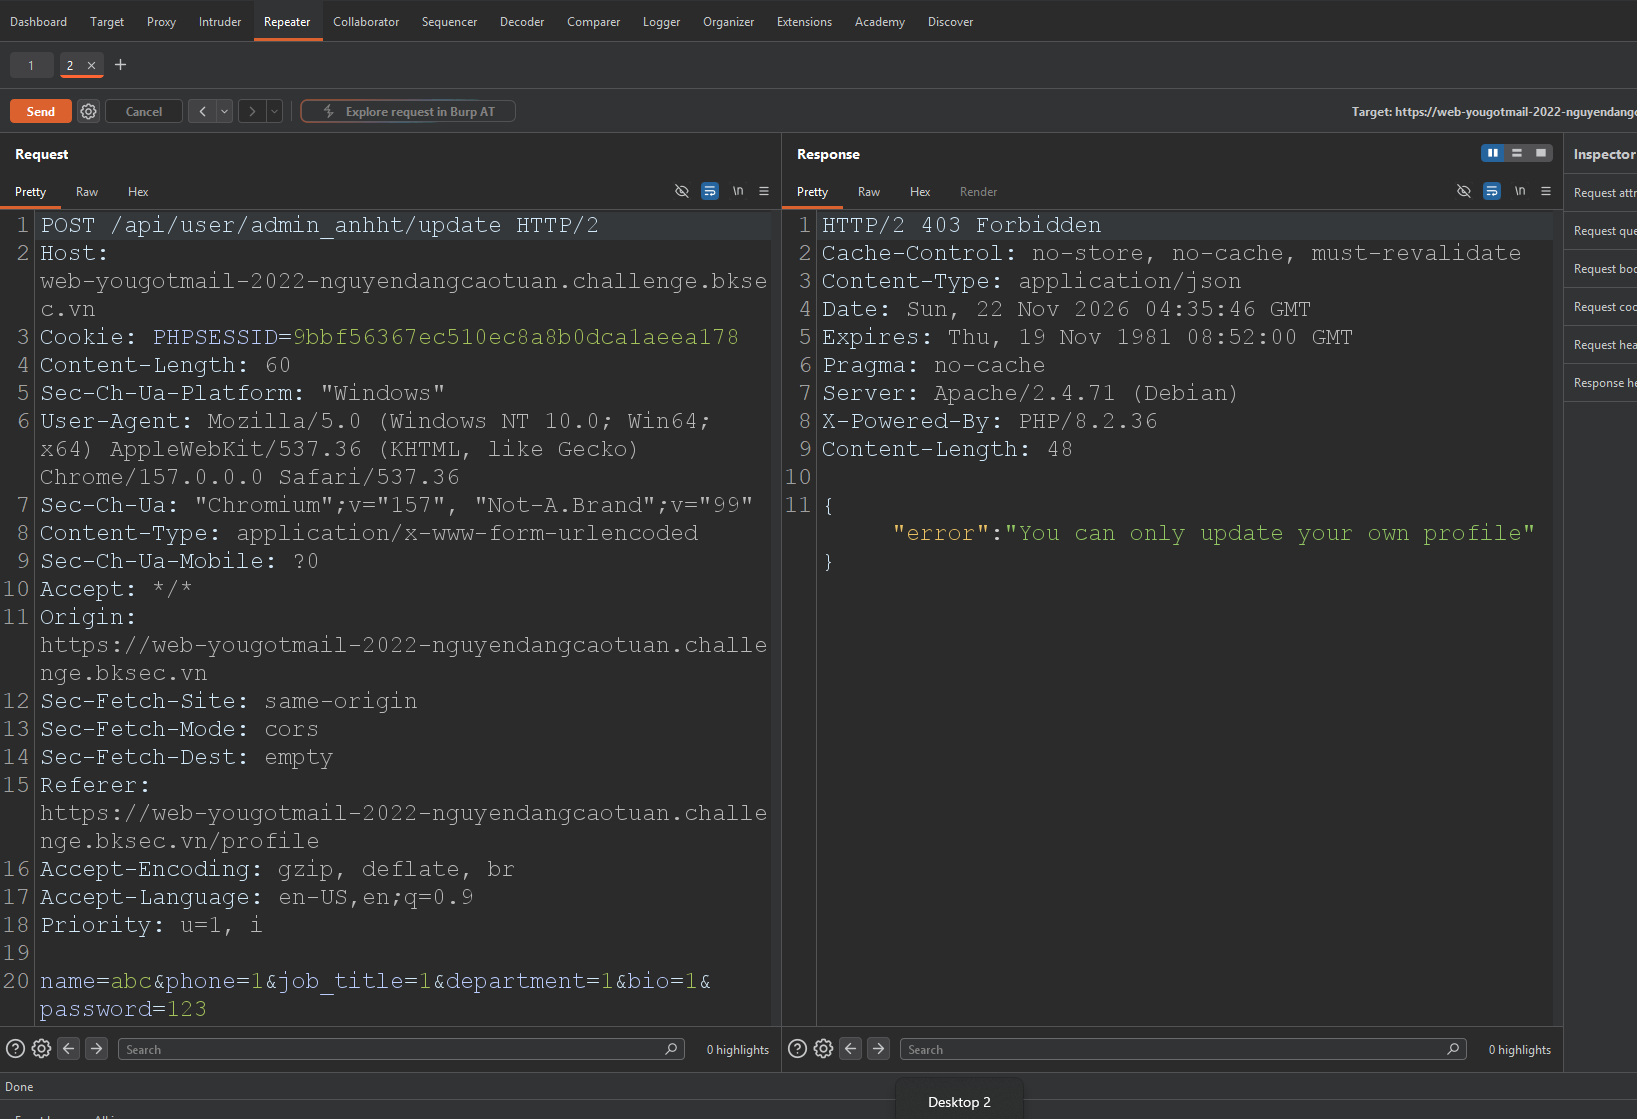 Dashboard Target Proxy Intruder Repeater Collaborator Sequencer Decoder Comparer Logger Organizer Extensions Academy Discover
1 2 × +
Send Cancel < > Explore request in Burp AT Target: https://web-yougotmail-2022-nguyendang
Request
Pretty Raw Hex \n
1 POST /api/user/admin_anhht/update HTTP/2
2 Host:
web-yougotmail-2022-nguyendangcaotuan.challenge.bkse
c.vn
3 Cookie: PHPSESSID=9bbf56367ec510ec8a8b0dca1aeea178
4 Content-Length: 60
5 Sec-Ch-Ua-Platform: "Windows"
6 User-Agent: Mozilla/5.0 (Windows NT 10.0; Win64;
x64) AppleWebKit/537.36 (KHTML, like Gecko)
Chrome/157.0.0.0 Safari/537.36
7 Sec-Ch-Ua: "Chromium";v="157", "Not-A.Brand";v="99"
8 Content-Type: application/x-www-form-urlencoded
9 Sec-Ch-Ua-Mobile: ?0
10 Accept: */*
11 Origin:
https://web-yougotmail-2022-nguyendangcaotuan.challe
nge.bksec.vn
12 Sec-Fetch-Site: same-origin
13 Sec-Fetch-Mode: cors
14 Sec-Fetch-Dest: empty
15 Referer:
https://web-yougotmail-2022-nguyendangcaotuan.challe
nge.bksec.vn/profile
16 Accept-Encoding: gzip, deflate, br
17 Accept-Language: en-US,en;q=0.9
18 Priority: u=1, i
19
20 name=abc&phone=1&job_title=1&department=1&bio=1&
password=123
Search 0 highlights
Response
Pretty Raw Hex Render \n
1 HTTP/2 403 Forbidden
2 Cache-Control: no-store, no-cache, must-revalidate
3 Content-Type: application/json
4 Date: Sun, 22 Nov 2026 04:35:46 GMT
5 Expires: Thu, 19 Nov 1981 08:52:00 GMT
6 Pragma: no-cache
7 Server: Apache/2.4.71 (Debian)
8 X-Powered-By: PHP/8.2.36
9 Content-Length: 48
10
11 {
"error":"You can only update your own profile"
}
Search 0 highlights
Inspector
Request attr
Request que
Request bod
Request coo
Request hea
Response he
Done
Desktop 2